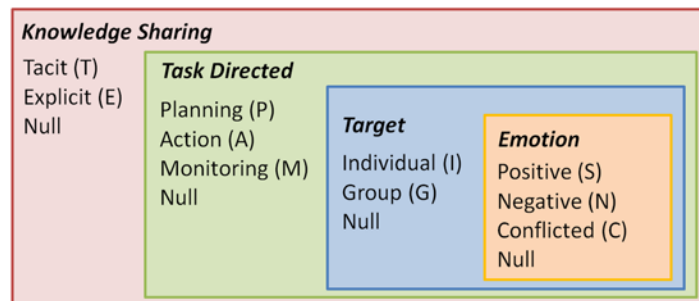 Knowledge Sharing
Tacit (T)
Explicit (E)
Null
Task Directed
Planning (P)
Action (A)
Monitoring (M)
Null
Target
Individual (I)
Group (G)
Null
Emotion
Positive (S)
Negative (N)
Conflicted (C)
Null